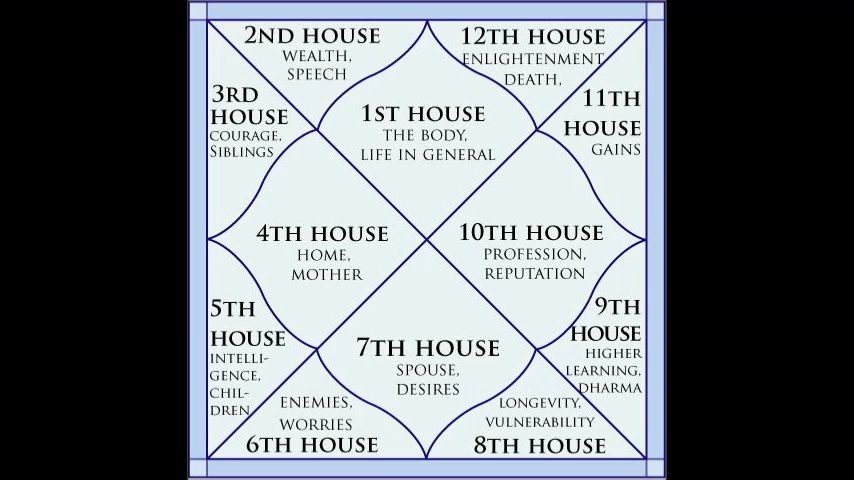 2ND HOUSE
WEALTH,
SPEECH
12TH HOUSE
ENLIGHTENMENT
DEATH,
3RD
HOUSE
COURAGE,
SIBLINGS
1ST HOUSE
THE BODY,
LIFE IN GENERAL
11TH
HOUSE
GAINS
4TH HOUSE
HOME,
MOTHER
10TH HOUSE
PROFESSION,
REPUTATION
5TH
HOUSE
INTELLI-
GENCE,
CHIL-
DREN
7TH HOUSE
SPOUSE,
DESIRES
9TH
HOUSE
HIGHER
LEARNING,
DHARMA
ENEMIES,
WORRIES
6TH HOUSE
LONGEVITY,
VULNERABILITY
8TH HOUSE